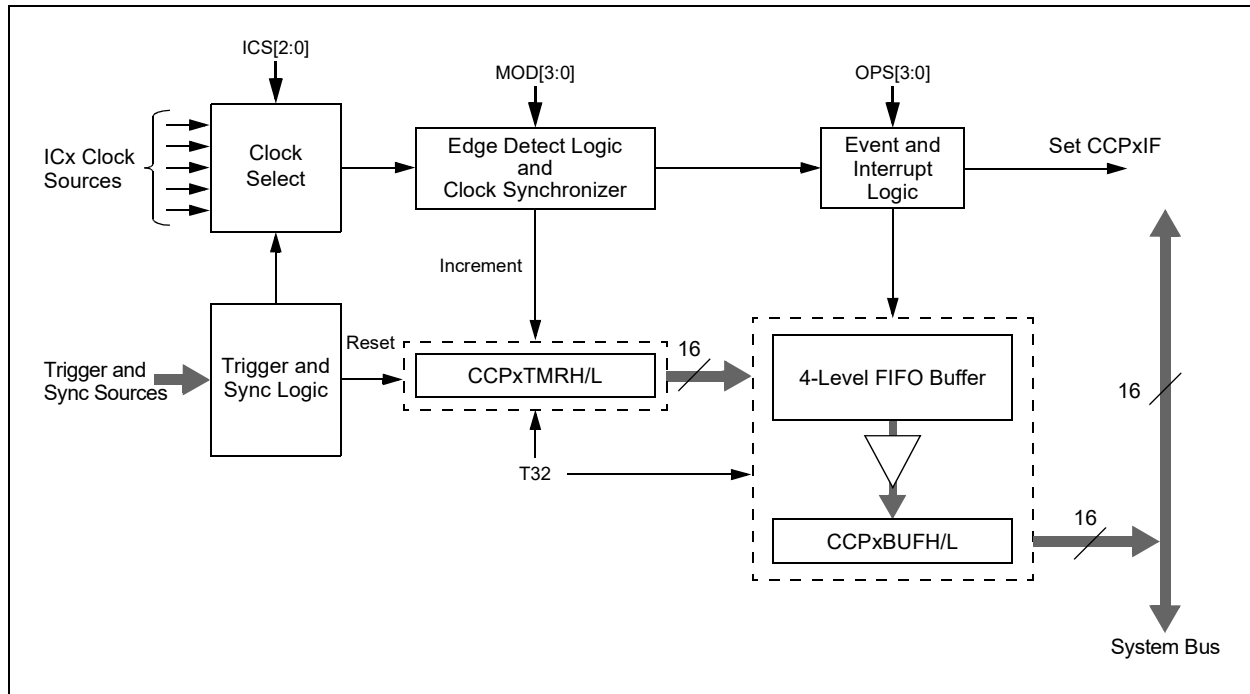 ICS[2:0]
MOD[3:0]
OPS[3:0]
ICx Clock
Sources
Clock
Select
Edge Detect Logic
and
Clock Synchronizer
Event and
Interrupt
Logic
Set CCPxIF
Increment
Reset
Trigger and
Sync Sources
Trigger and
Sync Logic
CCPxTMRH/L
16
4-Level FIFO Buffer
16
T32
CCPxBUFH/L
16
System Bus